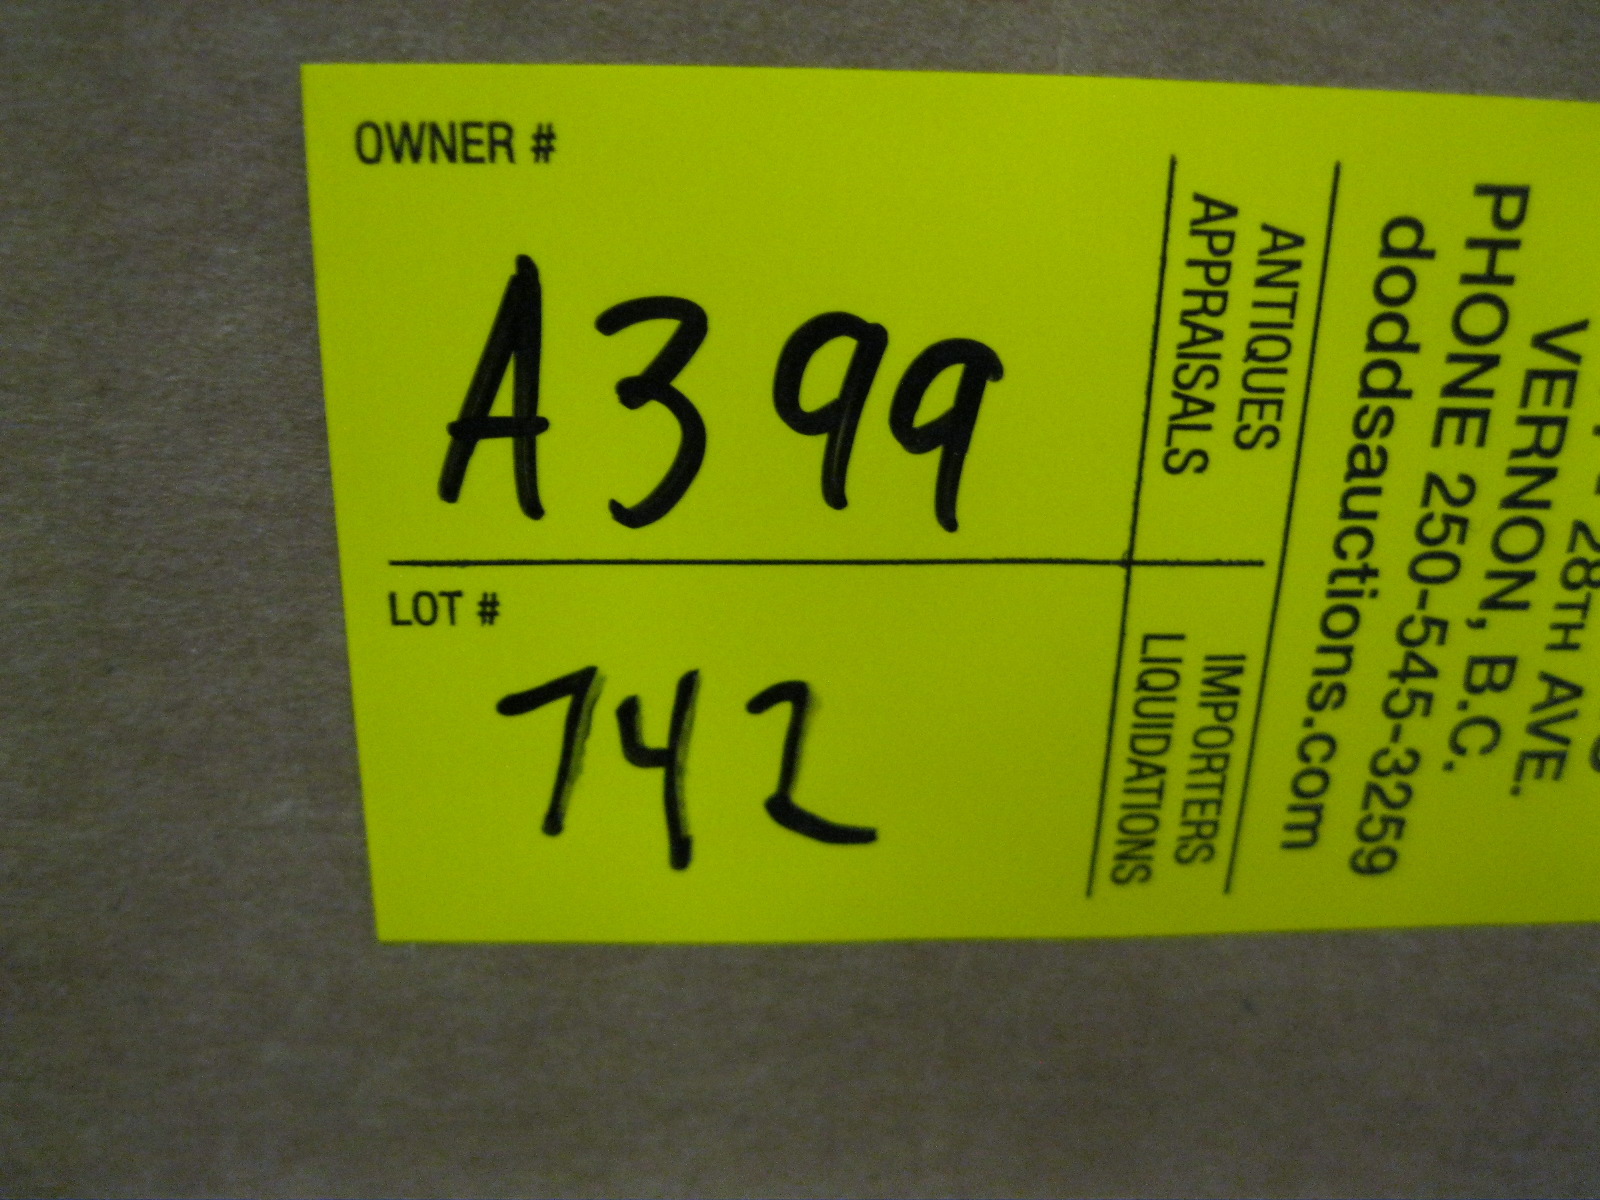 OWNER #
A399
LOT #
742
ANTIQUES
APPRAISALS
IMPORTERS
LIQUIDATIONS
28TH AVE.
VERNON, B.C.
PHONE 250-545-3259
doddsauctions.com